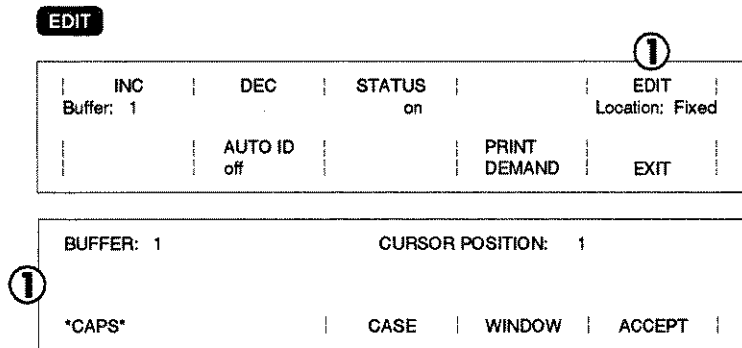 EDIT
①
INC DEC STATUS EDIT
Buffer: 1 on Location: Fixed
AUTO ID PRINT
off DEMAND EXIT
BUFFER: 1 CURSOR POSITION: 1
①
*CAPS* CASE WINDOW ACCEPT